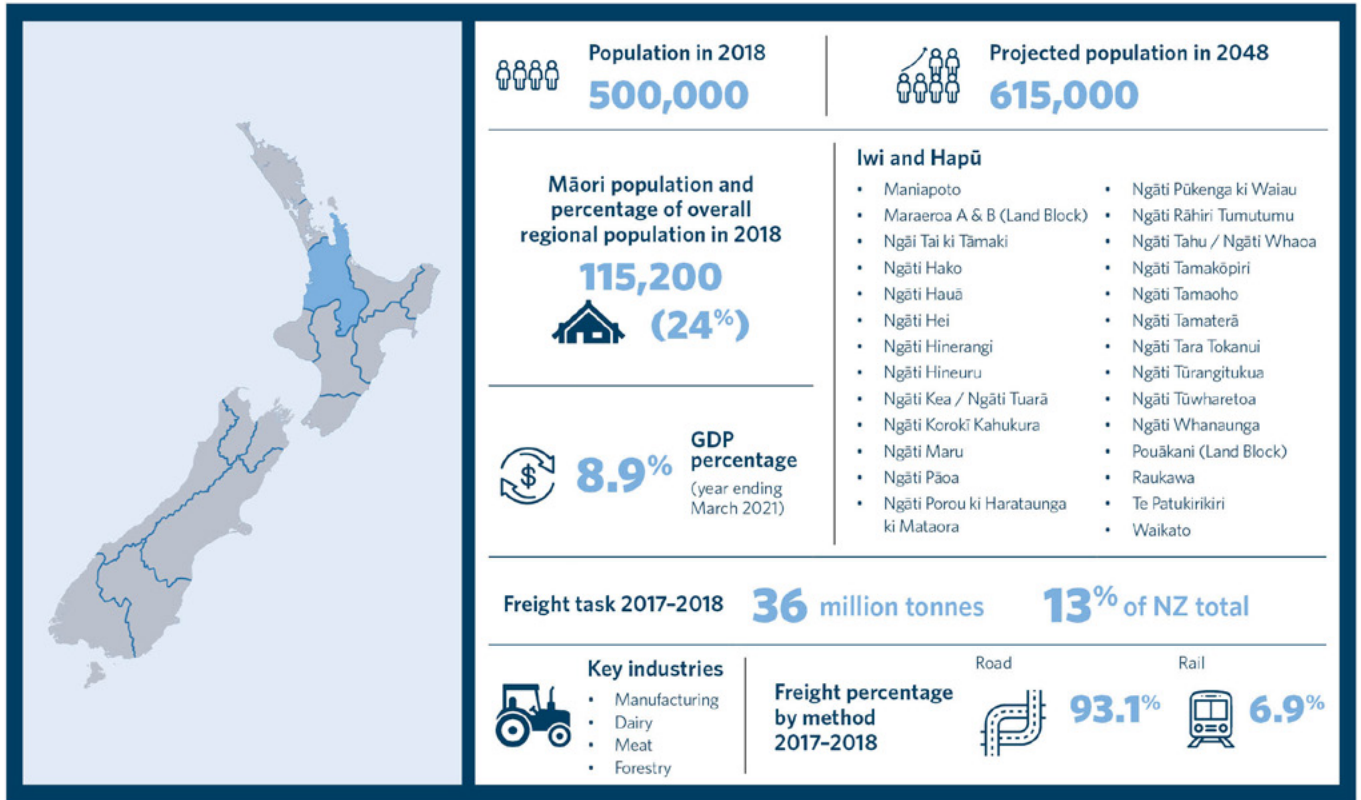 Population in 2018
500,000
Projected population in 2048
615,000
Māori population and
percentage of overall
regional population in 2018
115,200
(24%)
$
8.9%
GDP
percentage
(year ending
March 2021)
Iwi and Hapū
• Maniapoto
• Maraeroa A & B (Land Block)
• Ngāi Tai ki Tāmaki
• Ngāti Hako
• Ngāti Hauā
• Ngāti Hei
• Ngāti Hinerangi
• Ngāti Hineuru
• Ngāti Kea / Ngāti Tuarā
• Ngāti Korokī Kahukura
• Ngāti Maru
• Ngāti Pāoa
• Ngāti Porou ki Harataunga
ki Mataora
• Ngāti Pūkenga ki Waiau
• Ngāti Rāhiri Tumutumu
• Ngāti Tahu / Ngāti Whaoa
• Ngāti Tamakōpiri
• Ngāti Tamaoho
• Ngāti Tamaterā
• Ngāti Tara Tokanui
• Ngāti Tūrangitukua
• Ngāti Tūwharetoa
• Ngāti Whanaunga
• Pouākani (Land Block)
• Raukawa
• Te Patukirikiri
• Waikato
Freight task 2017–2018 36 million tonnes 13% of NZ total
Key industries
• Manufacturing
• Dairy
• Meat
• Forestry
Freight percentage
by method
2017–2018
Road
93.1%
Rail
6.9%